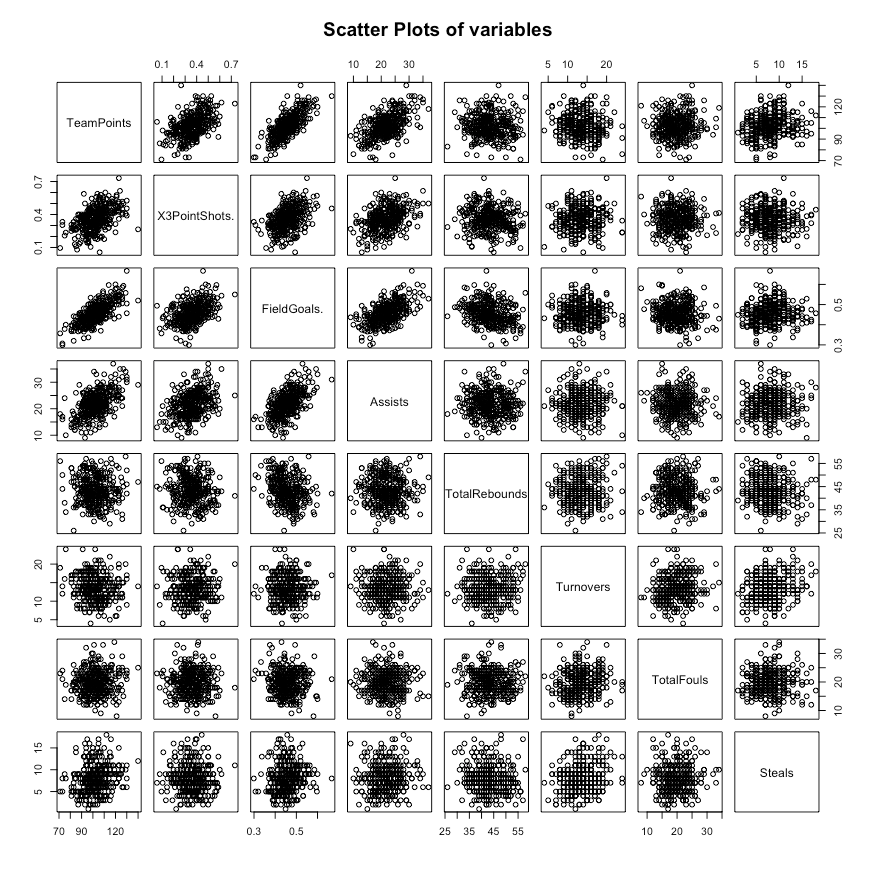 Scatter Plots of variables
0.1 0.4 0.7
10 20 30
5 10 20
5 10 15
TeamPoints
70 90 120
0.1 0.4 0.7
X3PointShots.
FieldGoals.
0.3 0.5
10 20 30
Assists
TotalRebounds
25 35 45 55
5 10 20
Turnovers
TotalFouls
10 20 30
5 10 15
Steals
70 90 120
0.3 0.5
25 35 45 55
10 20 30